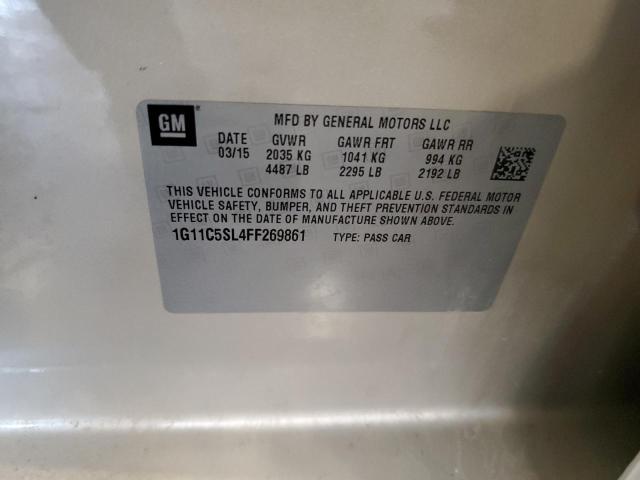 GM ®
MFD BY GENERAL MOTORS LLC
DATE GVWR GAWR FRT GAWR RR
03/15 2035 KG 1041 KG 994 KG
4487 LB 2295 LB 2192 LB
THIS VEHICLE CONFORMS TO ALL APPLICABLE U.S. FEDERAL MOTOR
VEHICLE SAFETY, BUMPER, AND THEFT PREVENTION STANDARDS IN
EFFECT ON THE DATE OF MANUFACTURE SHOWN ABOVE.
1G11C5SL4FF269861 TYPE: PASS CAR